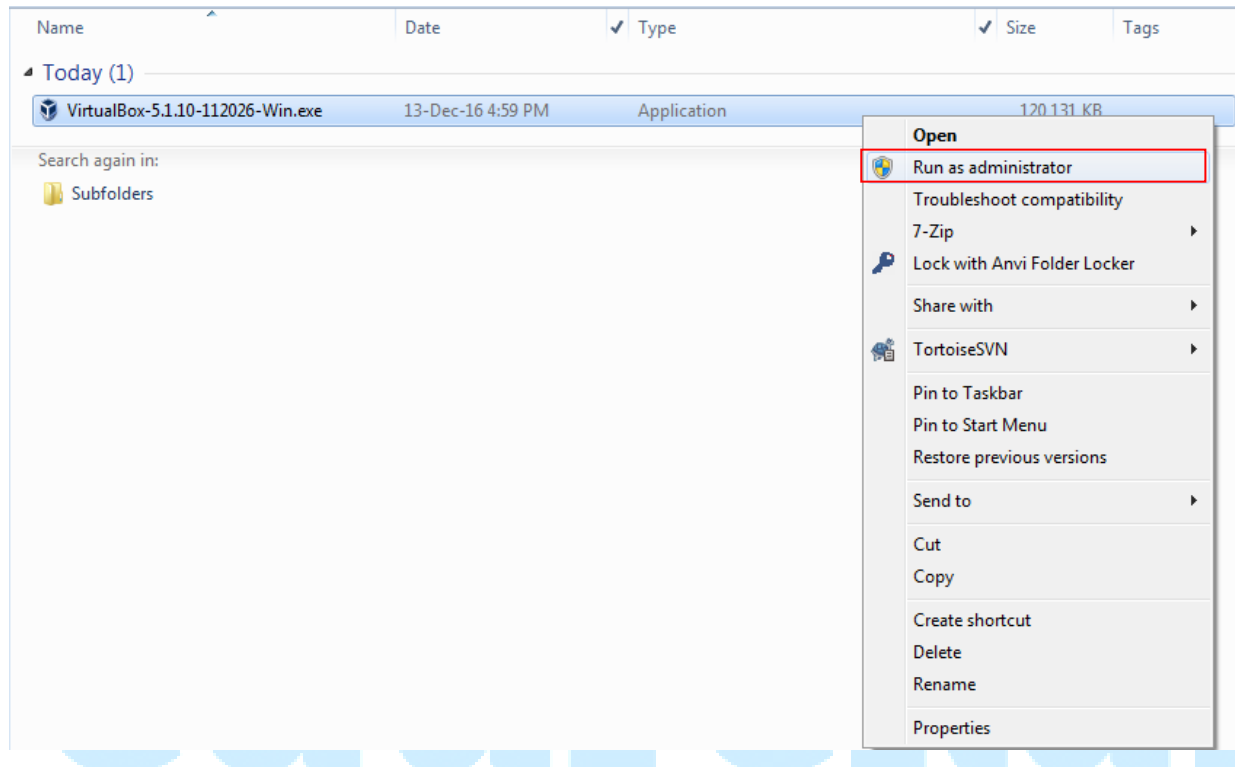 Name Date Type Size Tags
Today (1)
VirtualBox-5.1.10-112026-Win.exe 13-Dec-16 4:59 PM Application 120,131 KB
Search again in:
Subfolders
Open
Run as administrator
Troubleshoot compatibility
7-Zip
Lock with Anvi Folder Locker
Share with
TortoiseSVN
Pin to Taskbar
Pin to Start Menu
Restore previous versions
Send to
Cut
Copy
Create shortcut
Delete
Rename
Properties